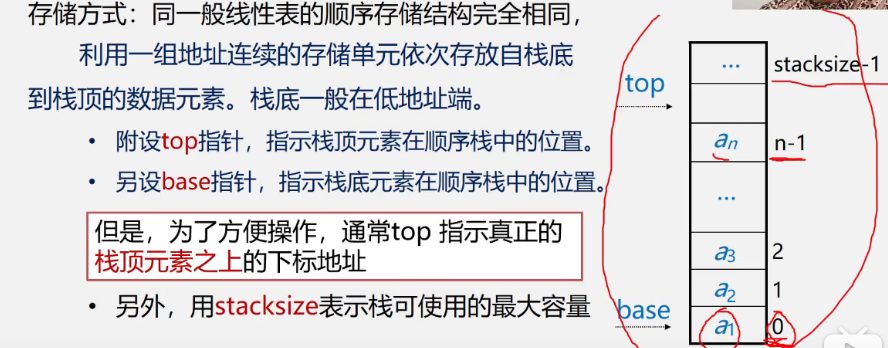 存储方式：同一般线性表的顺序存储结构完全相同，
利用一组地址连续的存储单元依次存放自栈底
到栈顶的数据元素。栈底一般在低地址端。
• 附设top指针，指示栈顶元素在顺序栈中的位置。
• 另设base指针，指示栈底元素在顺序栈中的位置。
但是，为了方便操作，通常top 指示真正的
栈顶元素之上的下标地址
• 另外，用stacksize表示栈可使用的最大容量
… stacksize-1
top
an n-1
…
a3 2
a2 1
base a1 0